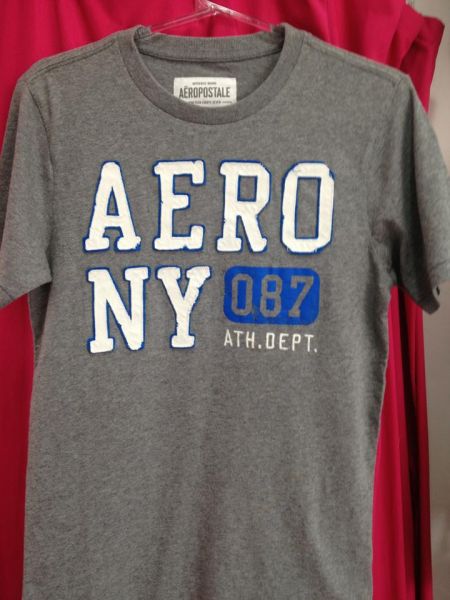 AÉROPOSTALE
AERO
NY 087
ATH.DEPT.